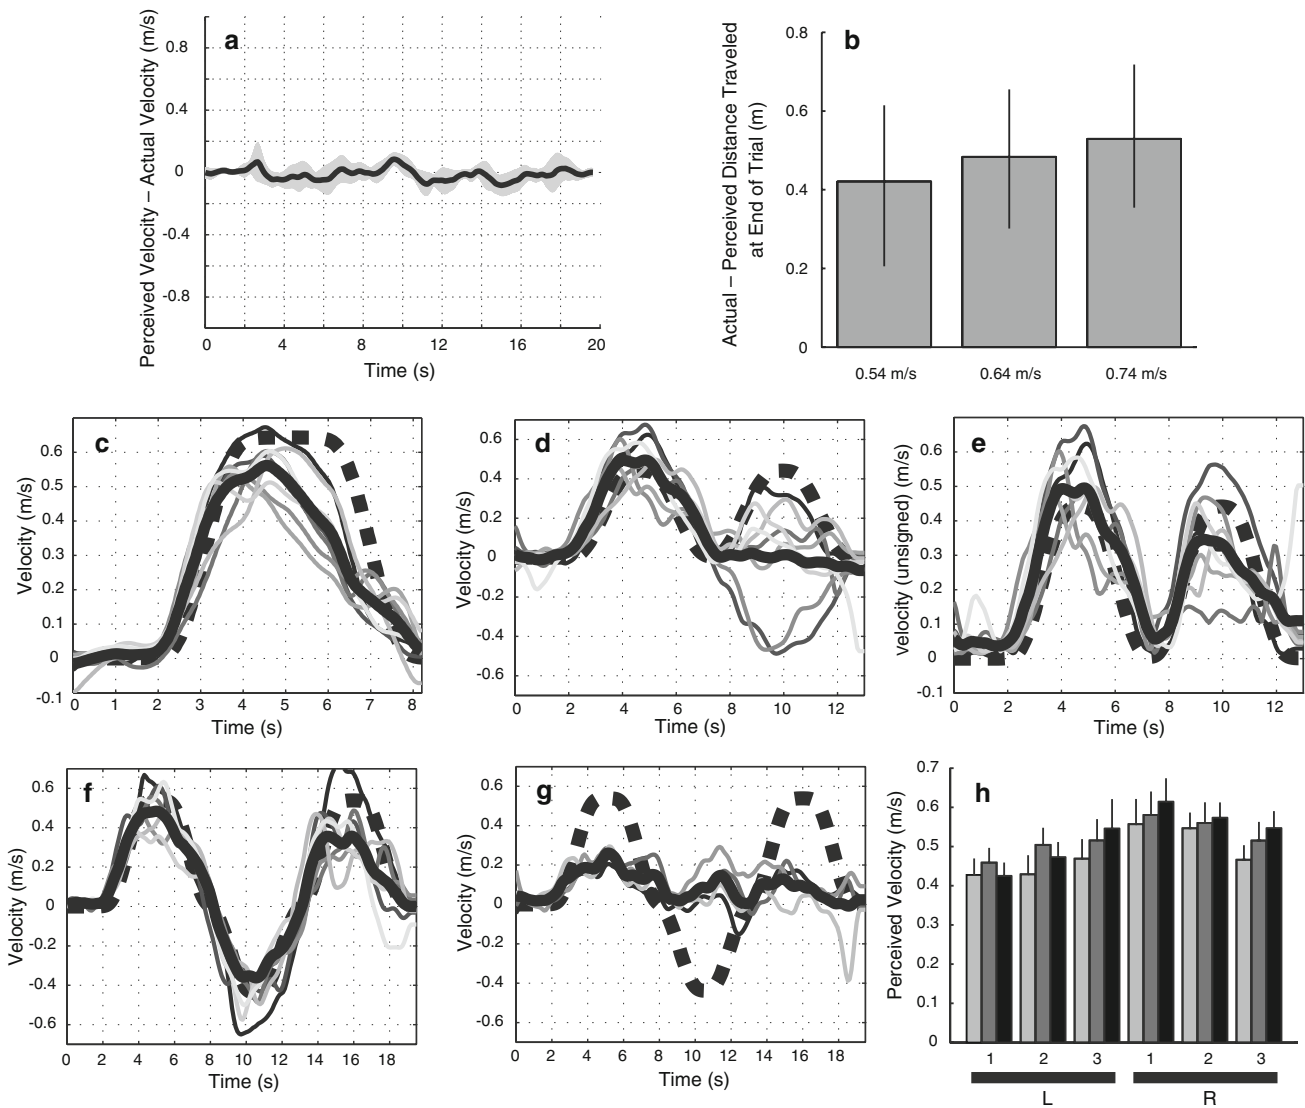 a
Perceived Velocity – Actual Velocity (m/s)
0.8
0.4
0
-0.4
-0.8
0 4 8 12 16 20
Time (s)
b
Actual – Perceived Distance Traveled
at End of Trial (m)
0.8
0.6
0.4
0.2
0
0.54 m/s 0.64 m/s 0.74 m/s
c
Velocity (m/s)
0.6
0.5
0.4
0.3
0.2
0.1
0
-0.1
0 1 2 3 4 5 6 7 8
Time (s)
d
Velocity (m/s)
0.6
0.4
0.2
0
-0.2
-0.4
-0.6
0 2 4 6 8 10 12
Time (s)
e
Velocity (unsigned) (m/s)
0.6
0.5
0.4
0.3
0.2
0.1
0
-0.1
0 2 4 6 8 10 12
Time (s)
f
Velocity (m/s)
0.6
0.4
0.2
0
-0.2
-0.4
-0.6
0 2 4 6 8 10 12 14 16 18
Time (s)
g
Velocity (m/s)
0.6
0.4
0.2
0
-0.2
-0.4
-0.6
0 2 4 6 8 10 12 14 16 18
Time (s)
h
Perceived Velocity (m/s)
0.7
0.6
0.5
0.4
0.3
0.2
0.1
0
1 2 3 1 2 3
L R